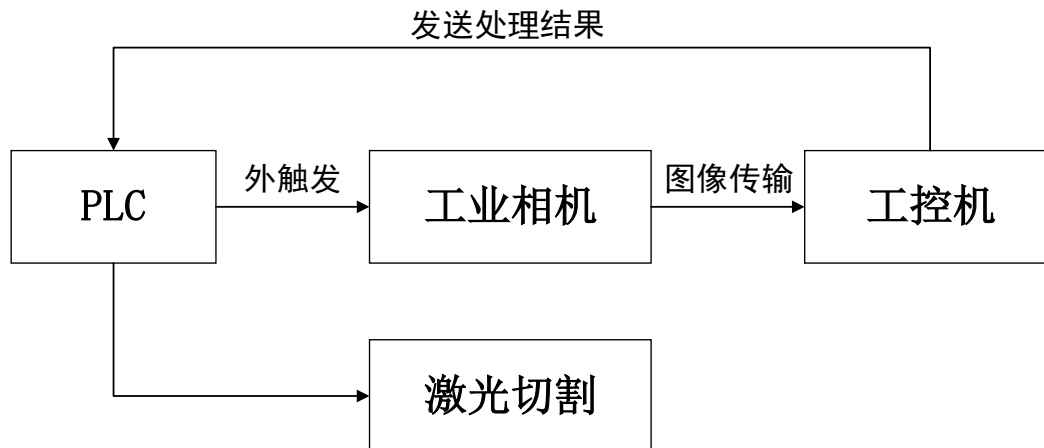 发送处理结果
PLC
外触发
工业相机
图像传输
工控机
激光切割